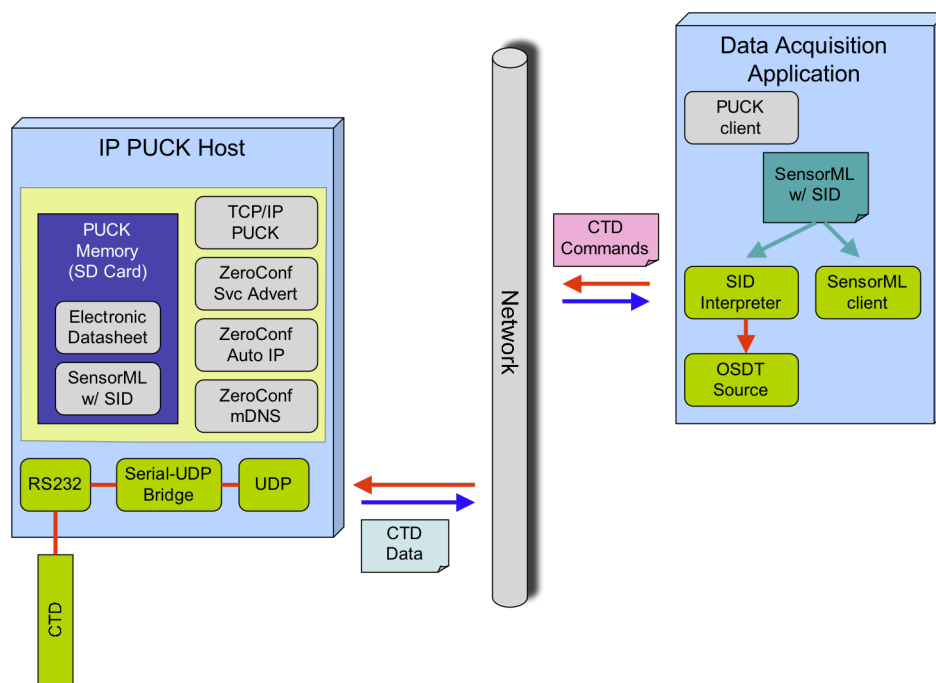 IP PUCK Host
PUCK
Memory
(SD Card)
Electronic
Datasheet
SensorML
w/ SID
TCP/IP
PUCK
ZeroConf
Svc Advert
ZeroConf
Auto IP
ZeroConf
mDNS
RS232
Serial-UDP
Bridge
UDP
CTD
CTD
Data
Network
CTD
Commands
Data Acquisition
Application
PUCK
client
SensorML
w/ SID
SID
Interpreter
SensorML
client
OSDT
Source